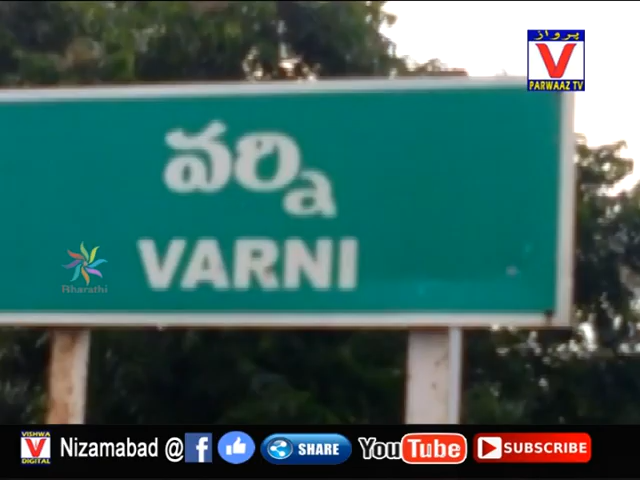 پرواز
V
PARWAAZ TV
వర్ని
VARNI
Bharathi
VISHWA
V
DIGITAL
Nizamabad @ f SHARE YouTube SUBSCRIBE